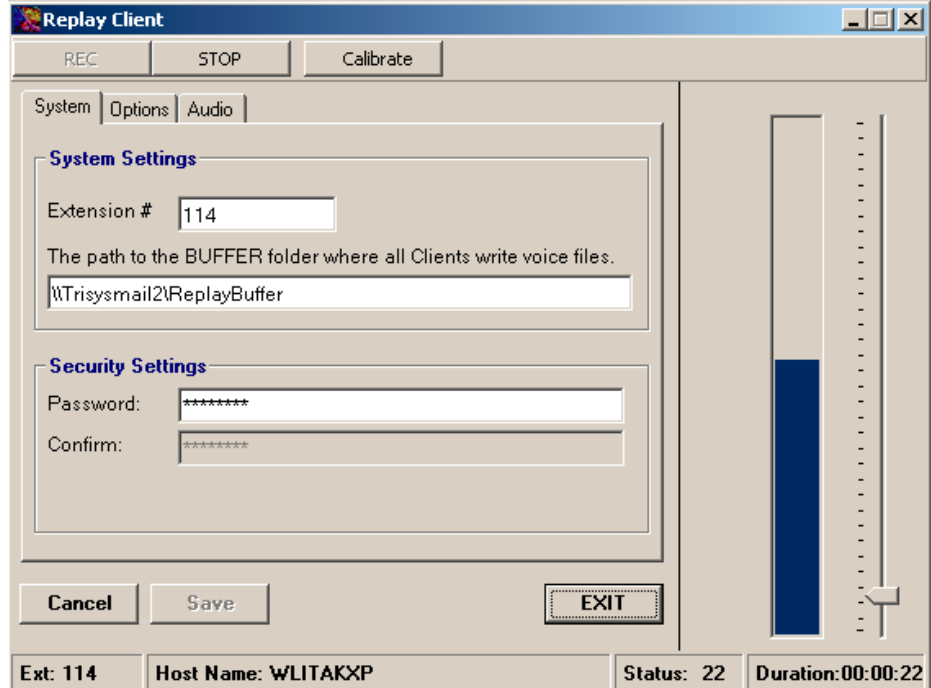 Replay Client
REC STOP Calibrate
System Options Audio
System Settings
Extension # 114
The path to the BUFFER folder where all Clients write voice files.
\\Trisysmail2\ReplayBuffer
Security Settings
Password: ********
Confirm: ********
Cancel Save EXIT
Ext: 114 Host Name: WLITAKXP Status: 22 Duration:00:00:22